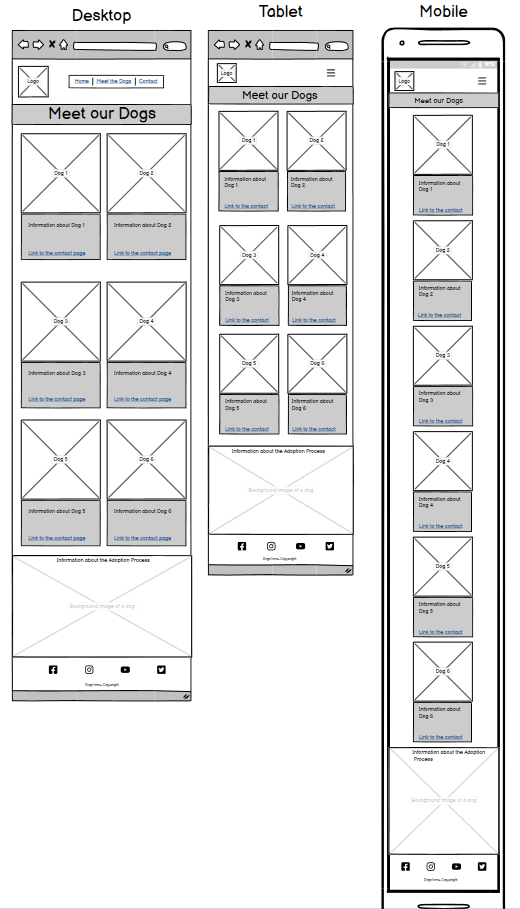 Desktop
Logo
Home | Meet the Dogs | Contact
Meet our Dogs
Dog 1
Dog 2
Information about Dog 1
Information about Dog 2
Link to the contact page
Link to the contact page
Dog 3
Dog 4
Information about Dog 3
Information about Dog 4
Link to the contact page
Link to the contact page
Dog 5
Dog 6
Information about Dog 5
Information about Dog 6
Link to the contact page
Link to the contact page
Information about the Adoption Process
Background image of a dog
Copyright
Tablet
Logo
Meet our Dogs
Dog 1
Dog 2
Information about
Dog 1
Information about
Dog 2
Link to the contact
Link to the contact
Dog 3
Dog 4
Information about
Dog 3
Information about
Dog 4
Link to the contact
Link to the contact
Dog 5
Dog 6
Information about
Dog 5
Information about
Dog 6
Link to the contact
Link to the contact
Information about the Adoption Process
Background image of a dog
Copyright
Mobile
Logo
Meet our Dogs
Dog 1
Information about
Dog 1
Link to the contact
Dog 2
Information about
Dog 2
Link to the contact
Dog 3
Information about
Dog 3
Link to the contact
Dog 4
Information about
Dog 4
Link to the contact
Dog 5
Information about
Dog 5
Link to the contact
Dog 6
Information about
Dog 6
Link to the contact
Information about the Adoption
Process
Background image of a dog
Copyright